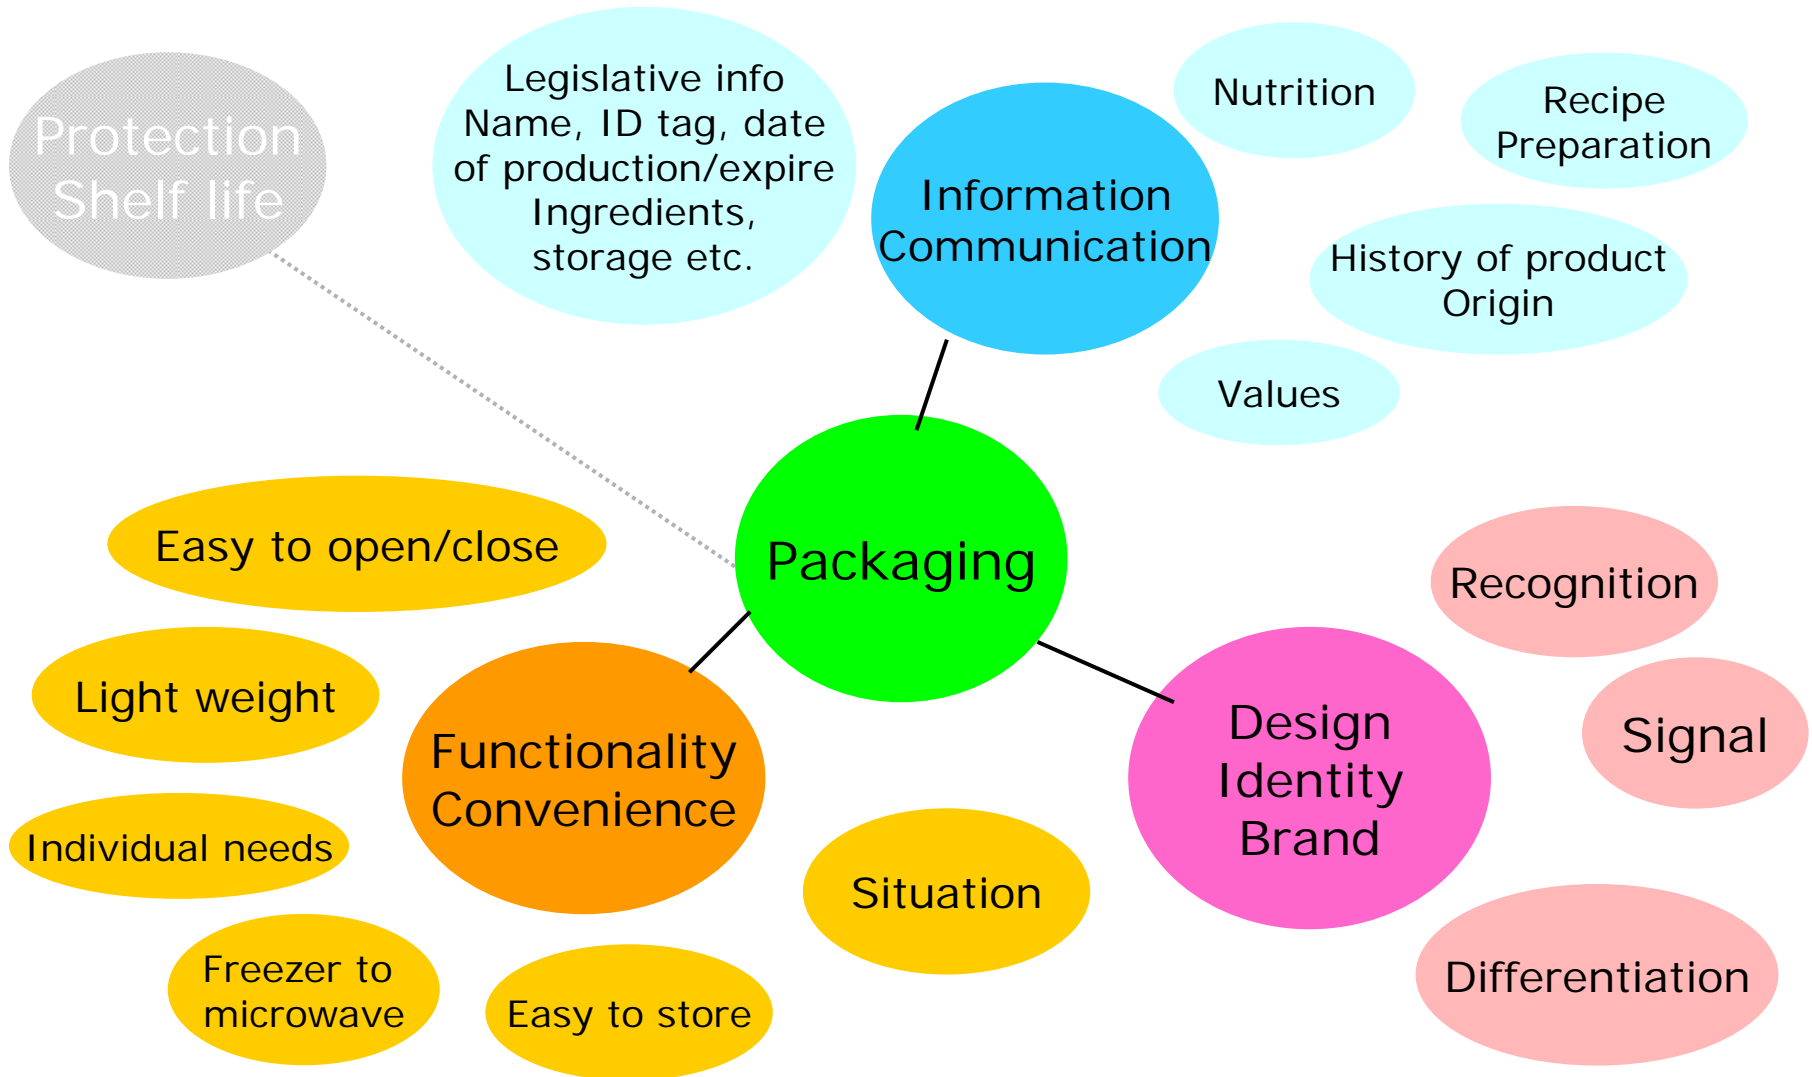 Protection
Shelf life
Legislative info
Name, ID tag, date
of production/expire
Ingredients,
storage etc.
Information
Communication
Nutrition
Recipe
Preparation
History of product
Origin
Values
Packaging
Easy to open/close
Light weight
Individual needs
Freezer to
microwave
Easy to store
Functionality
Convenience
Situation
Design
Identity
Brand
Recognition
Signal
Differentiation